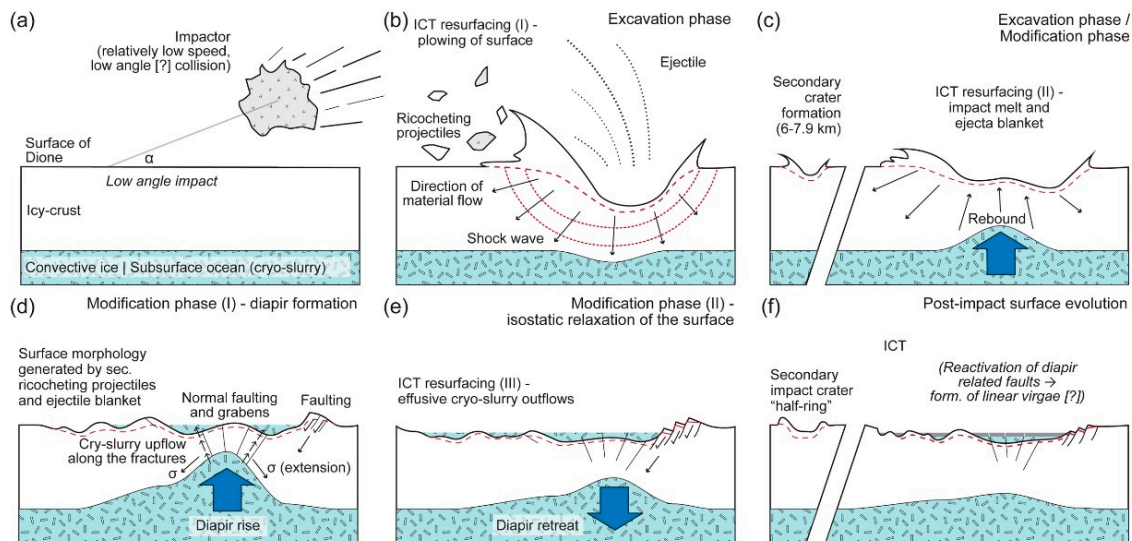 (a)
Impactor
(relatively low speed,
low angle [?] collision)
Surface of
Dione
α
Low angle impact
Icy-crust
Convective ice | Subsurface ocean (cryo-slurry)
(b)
ICT resurfacing (I) -
plowing of surface
Excavation phase
Ejectile
Ricocheting
projectiles
Direction of
material flow
Shock wave
(c)
Excavation phase /
Modification phase
Secondary
crater
formation
(6-7.9 km)
ICT resurfacing (II) -
impact melt and
ejecta blanket
Rebound
(d)
Modification phase (I) - diapir formation
Surface morphology
generated by sec.
ricocheting projectiles
and ejectile blanket
Normal faulting
and grabens
Faulting
Cry-slurry upflow
along the fractures
σ
σ (extension)
Diapir rise
(e)
Modification phase (II) -
isostatic relaxation of the surface
ICT resurfacing (III) -
effusive cryo-slurry outflows
Diapir retreat
(f)
Post-impact surface evolution
ICT
Secondary
impact crater
“half-ring”
(Reactivation of diapir
related faults →
form. of linear virgae [?])